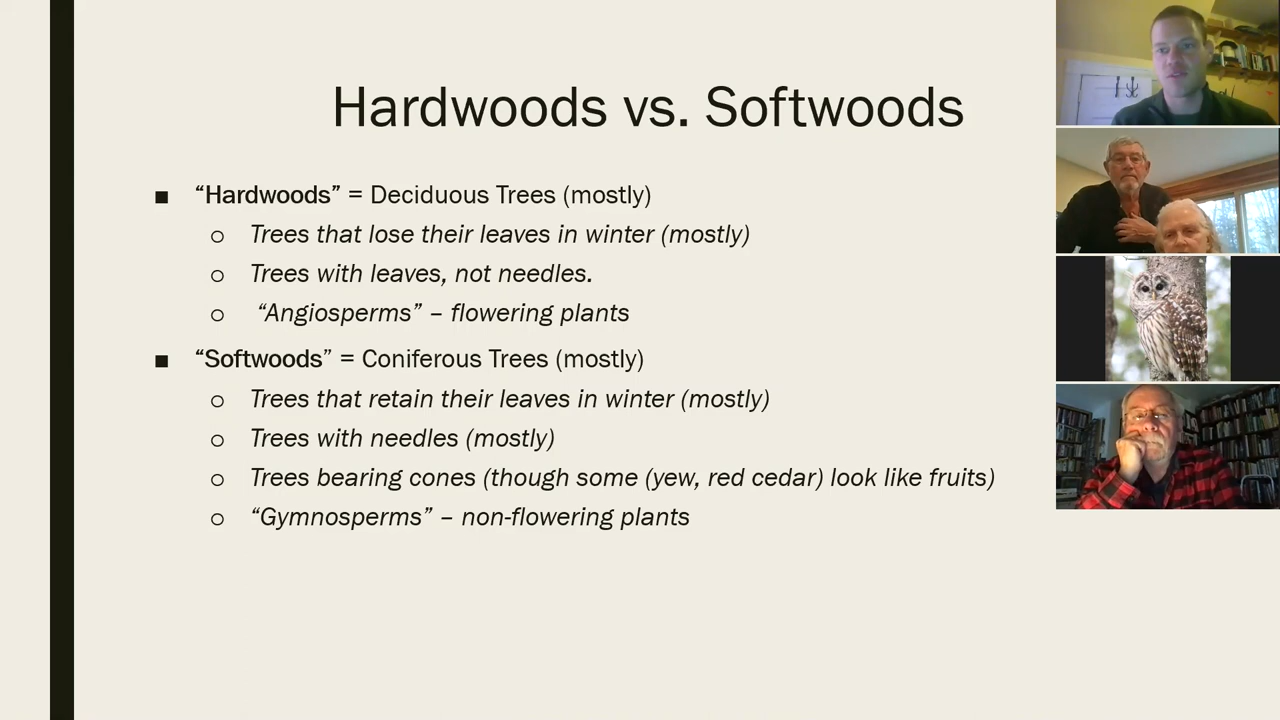 Hardwoods vs. Softwoods
■ “Hardwoods” = Deciduous Trees (mostly)
o Trees that lose their leaves in winter (mostly)
o Trees with leaves, not needles.
o “Angiosperms” – flowering plants
■ “Softwoods” = Coniferous Trees (mostly)
o Trees that retain their leaves in winter (mostly)
o Trees with needles (mostly)
o Trees bearing cones (though some (yew, red cedar) look like fruits)
o “Gymnosperms” – non-flowering plants